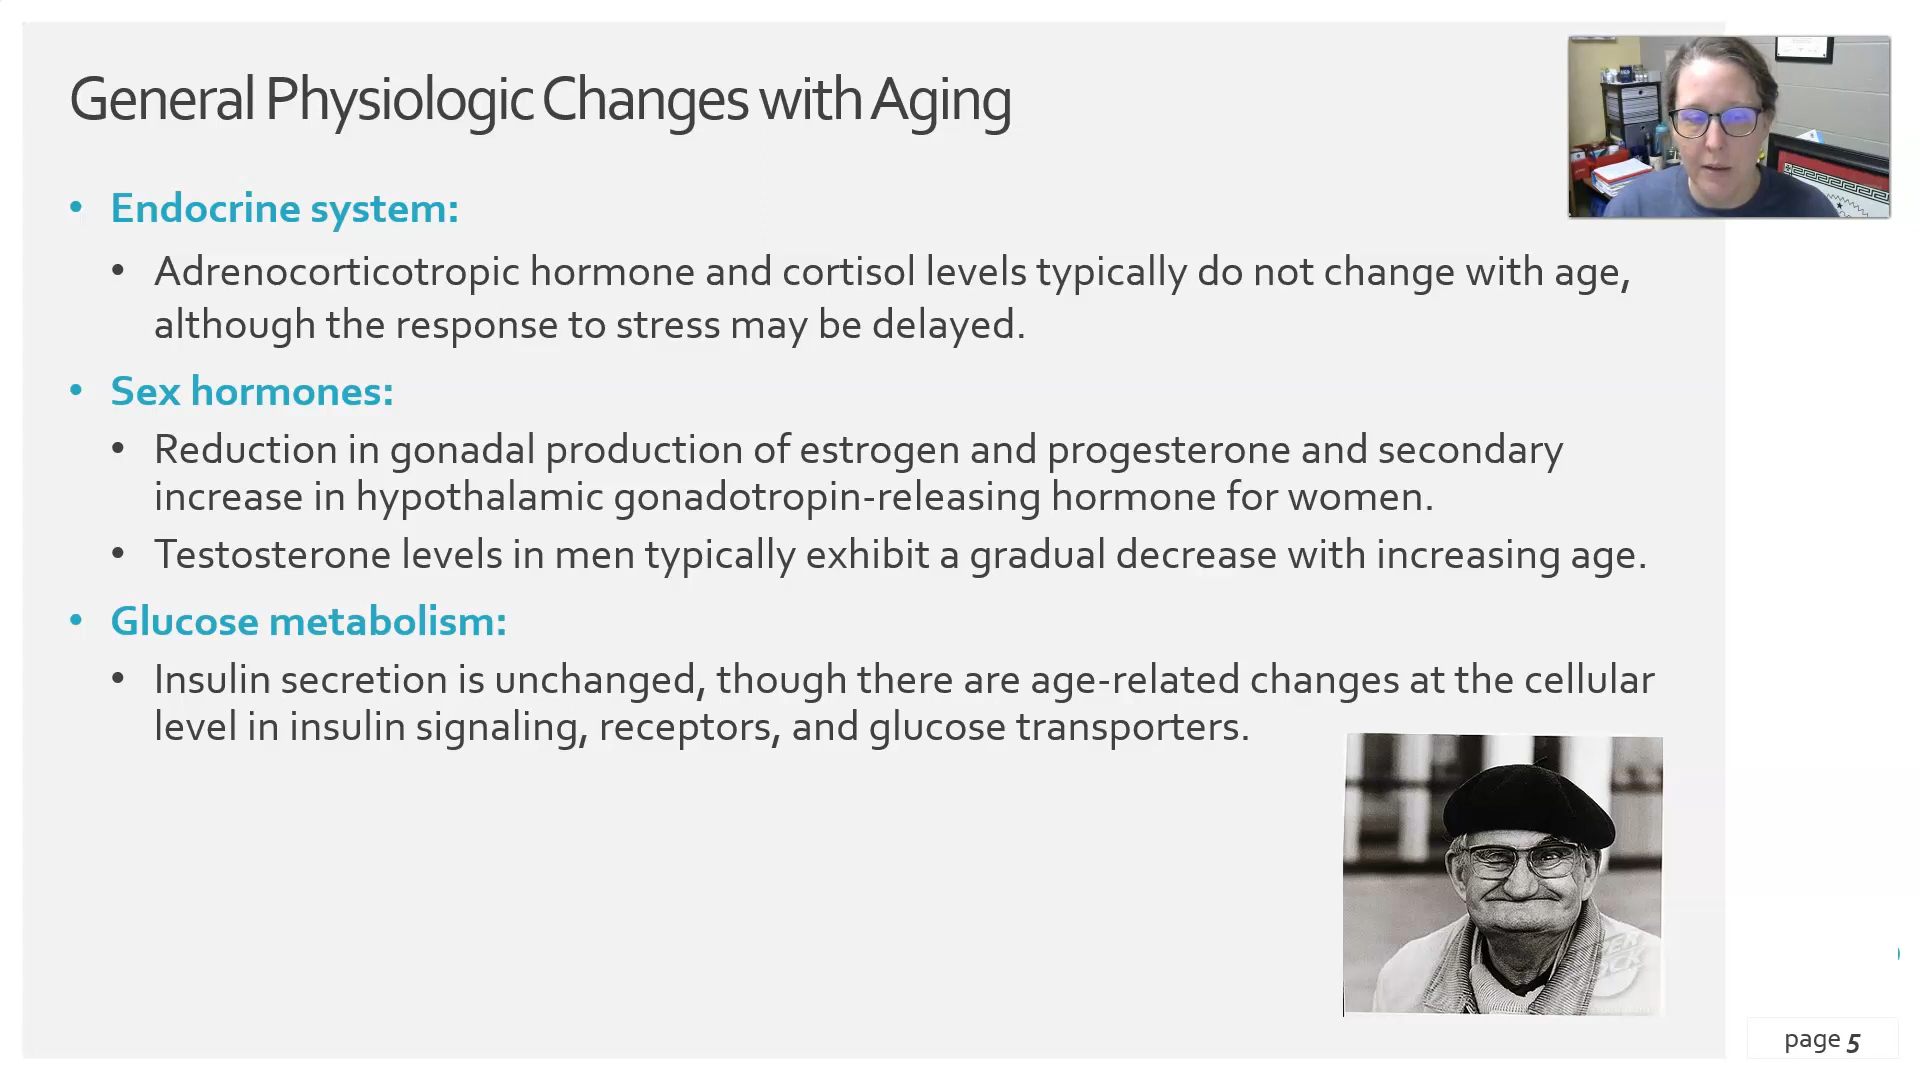 General Physiologic Changes with Aging
• Endocrine system:
• Adrenocorticotropic hormone and cortisol levels typically do not change with age,
although the response to stress may be delayed.
• Sex hormones:
• Reduction in gonadal production of estrogen and progesterone and secondary
increase in hypothalamic gonadotropin-releasing hormone for women.
• Testosterone levels in men typically exhibit a gradual decrease with increasing age.
• Glucose metabolism:
• Insulin secretion is unchanged, though there are age-related changes at the cellular
level in insulin signaling, receptors, and glucose transporters.
page 5